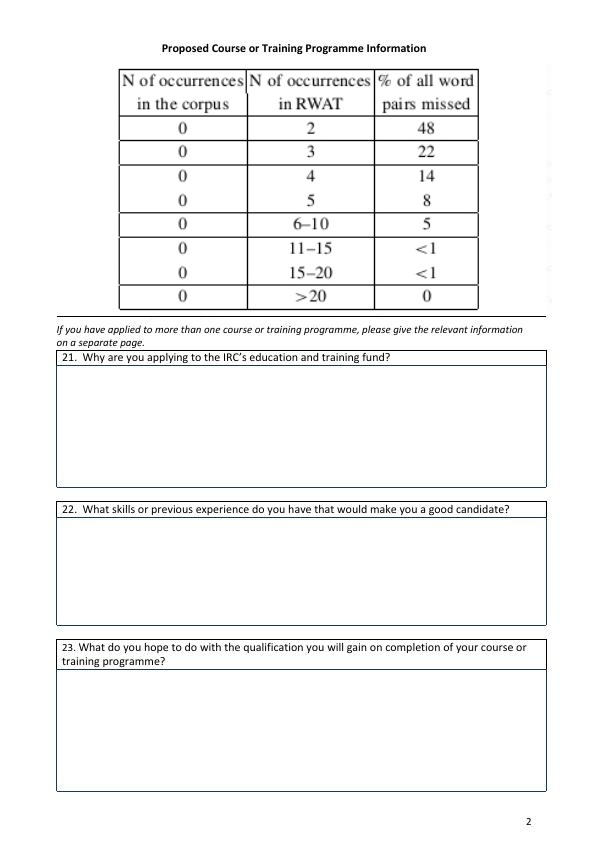 Proposed Course or Training Programme Information
N of occurrences N of occurrences % of all word
in the corpus in RWAT pairs missed
0 2 48
0 3 22
0 4 14
0 5 8
0 6–10 5
0 11–15 <1
0 15–20 <1
0 >20 0
If you have applied to more than one course or training programme, please give the relevant information
on a separate page.
21. Why are you applying to the IRC's education and training fund?
22. What skills or previous experience do you have that would make you a good candidate?
23. What do you hope to do with the qualification you will gain on completion of your course or
training programme?
2